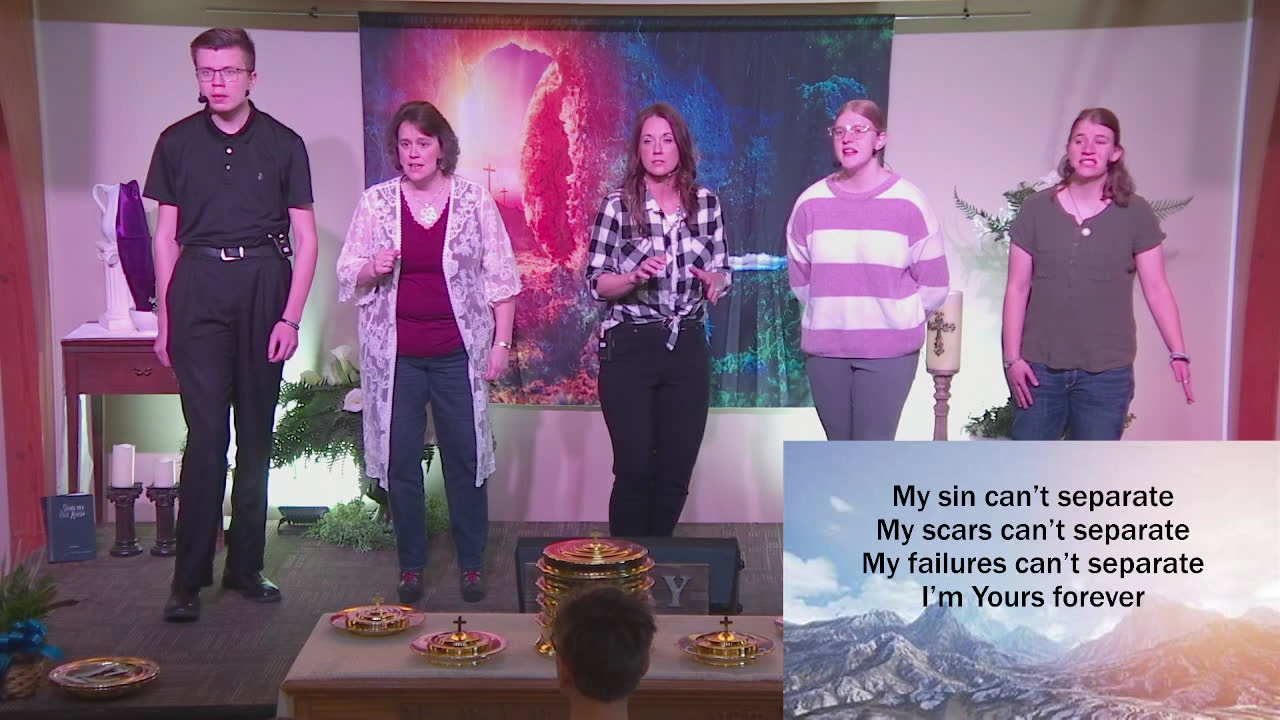 My sin can't separate
My scars can't separate
My failures can't separate
I'm Yours forever
Y